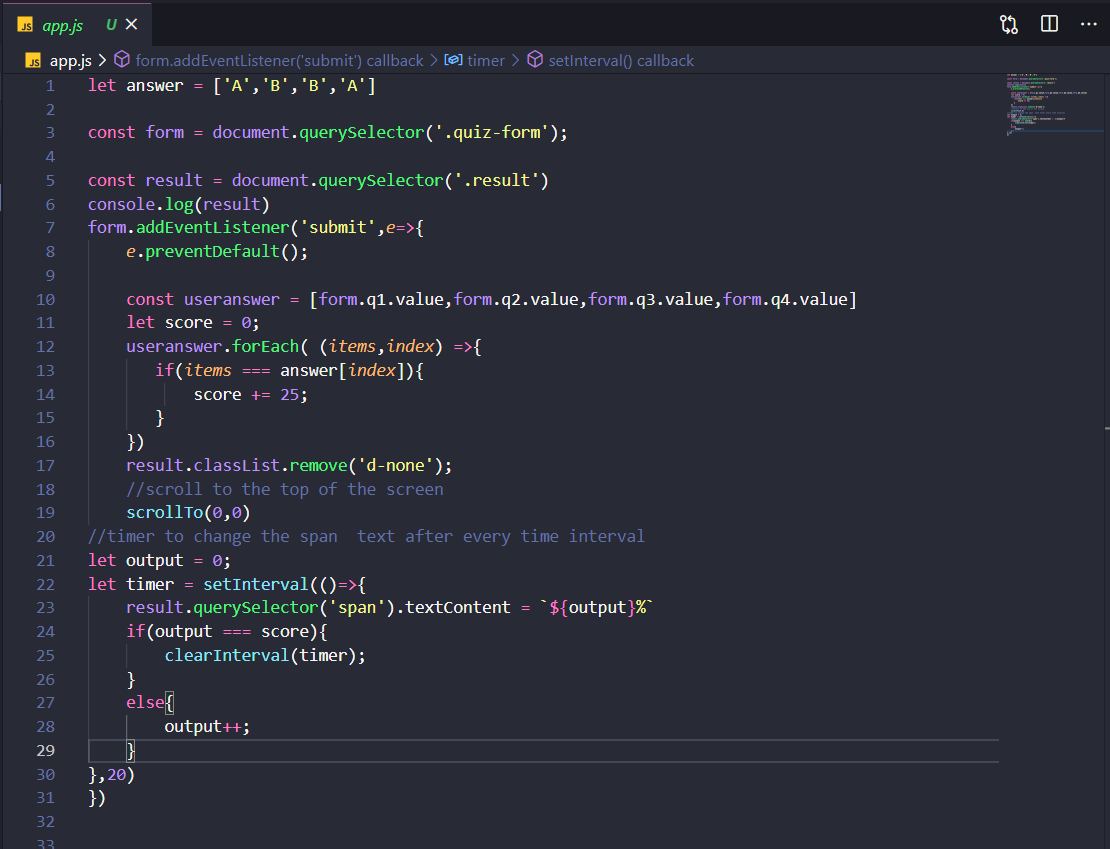 JS app.js U
JS app.js > form.addEventListener('submit') callback > timer > setInterval() callback
1 let answer = ['A','B','B','A']
2
3 const form = document.querySelector('.quiz-form');
4
5 const result = document.querySelector('.result')
6 console.log(result)
7 form.addEventListener('submit',e=>{
8     e.preventDefault();
9
10     const useranswer = [form.q1.value,form.q2.value,form.q3.value,form.q4.value]
11     let score = 0;
12     useranswer.forEach( (items,index) =>{
13        if(items === answer[index]){
14            score += 25;
15        }
16     })
17     result.classList.remove('d-none');
18     //scroll to the top of the screen
19     scrollTo(0,0)
20 //timer to change the span  text after every time interval
21 let output = 0;
22 let timer = setInterval(()=>{
23     result.querySelector('span').textContent = `${output}%`
24     if(output === score){
25         clearInterval(timer);
26     }
27     else{
28         output++;
29     }
30 },20)
31 })
32
33